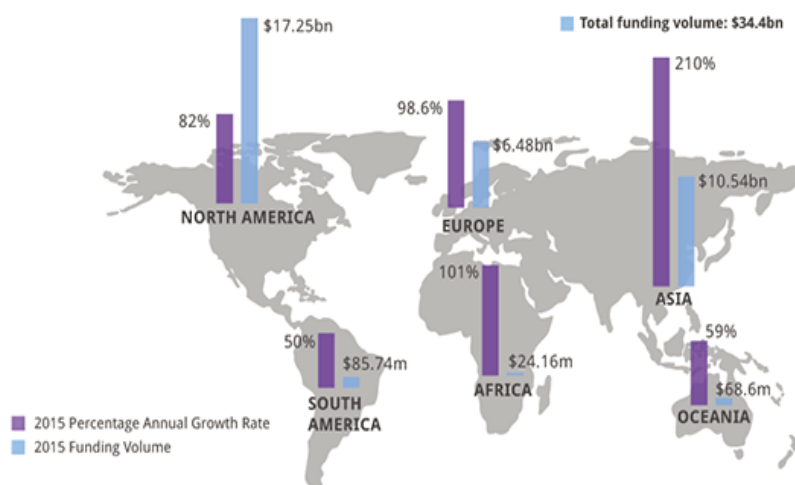 $17.25bn
Total funding volume: $34.4bn
210%
98.6%
82%
$6.48bn
$10.54bn
NORTH AMERICA
EUROPE
101%
ASIA
50%
59%
$85.74m
$24.16m
$68.6m
SOUTH
AMERICA
AFRICA
OCEANIA
2015 Percentage Annual Growth Rate
2015 Funding Volume